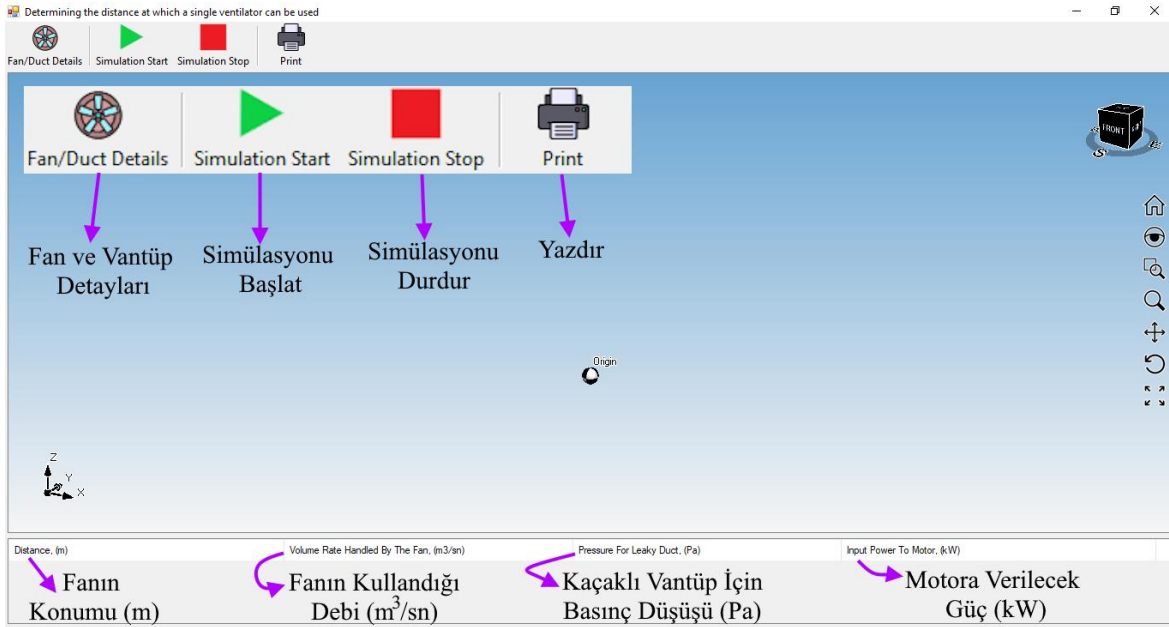 Determining the distance at which a single ventilator can be used
Fan/Duct Details Simulation Start Simulation Stop Print
Fan/Duct Details Simulation Start Simulation Stop Print
Fan ve Vantüp
Detayları
Simülasyonu
Başlat
Simülasyonu
Durdur
Yazdır
FRONT
S
E
Origin
Z
Y
X
Distance, (m) Volume Rate Handled By The Fan, (m3/sn) Pressure For Leaky Duct, (Pa) Input Power To Motor, (kW)
Fanın
Konumu (m)
Fanın Kullandığı
Debi (m³/sn)
Kaçaklı Vantüp İçin
Basınç Düşüşü (Pa)
Motora Verilecek
Güç (kW)